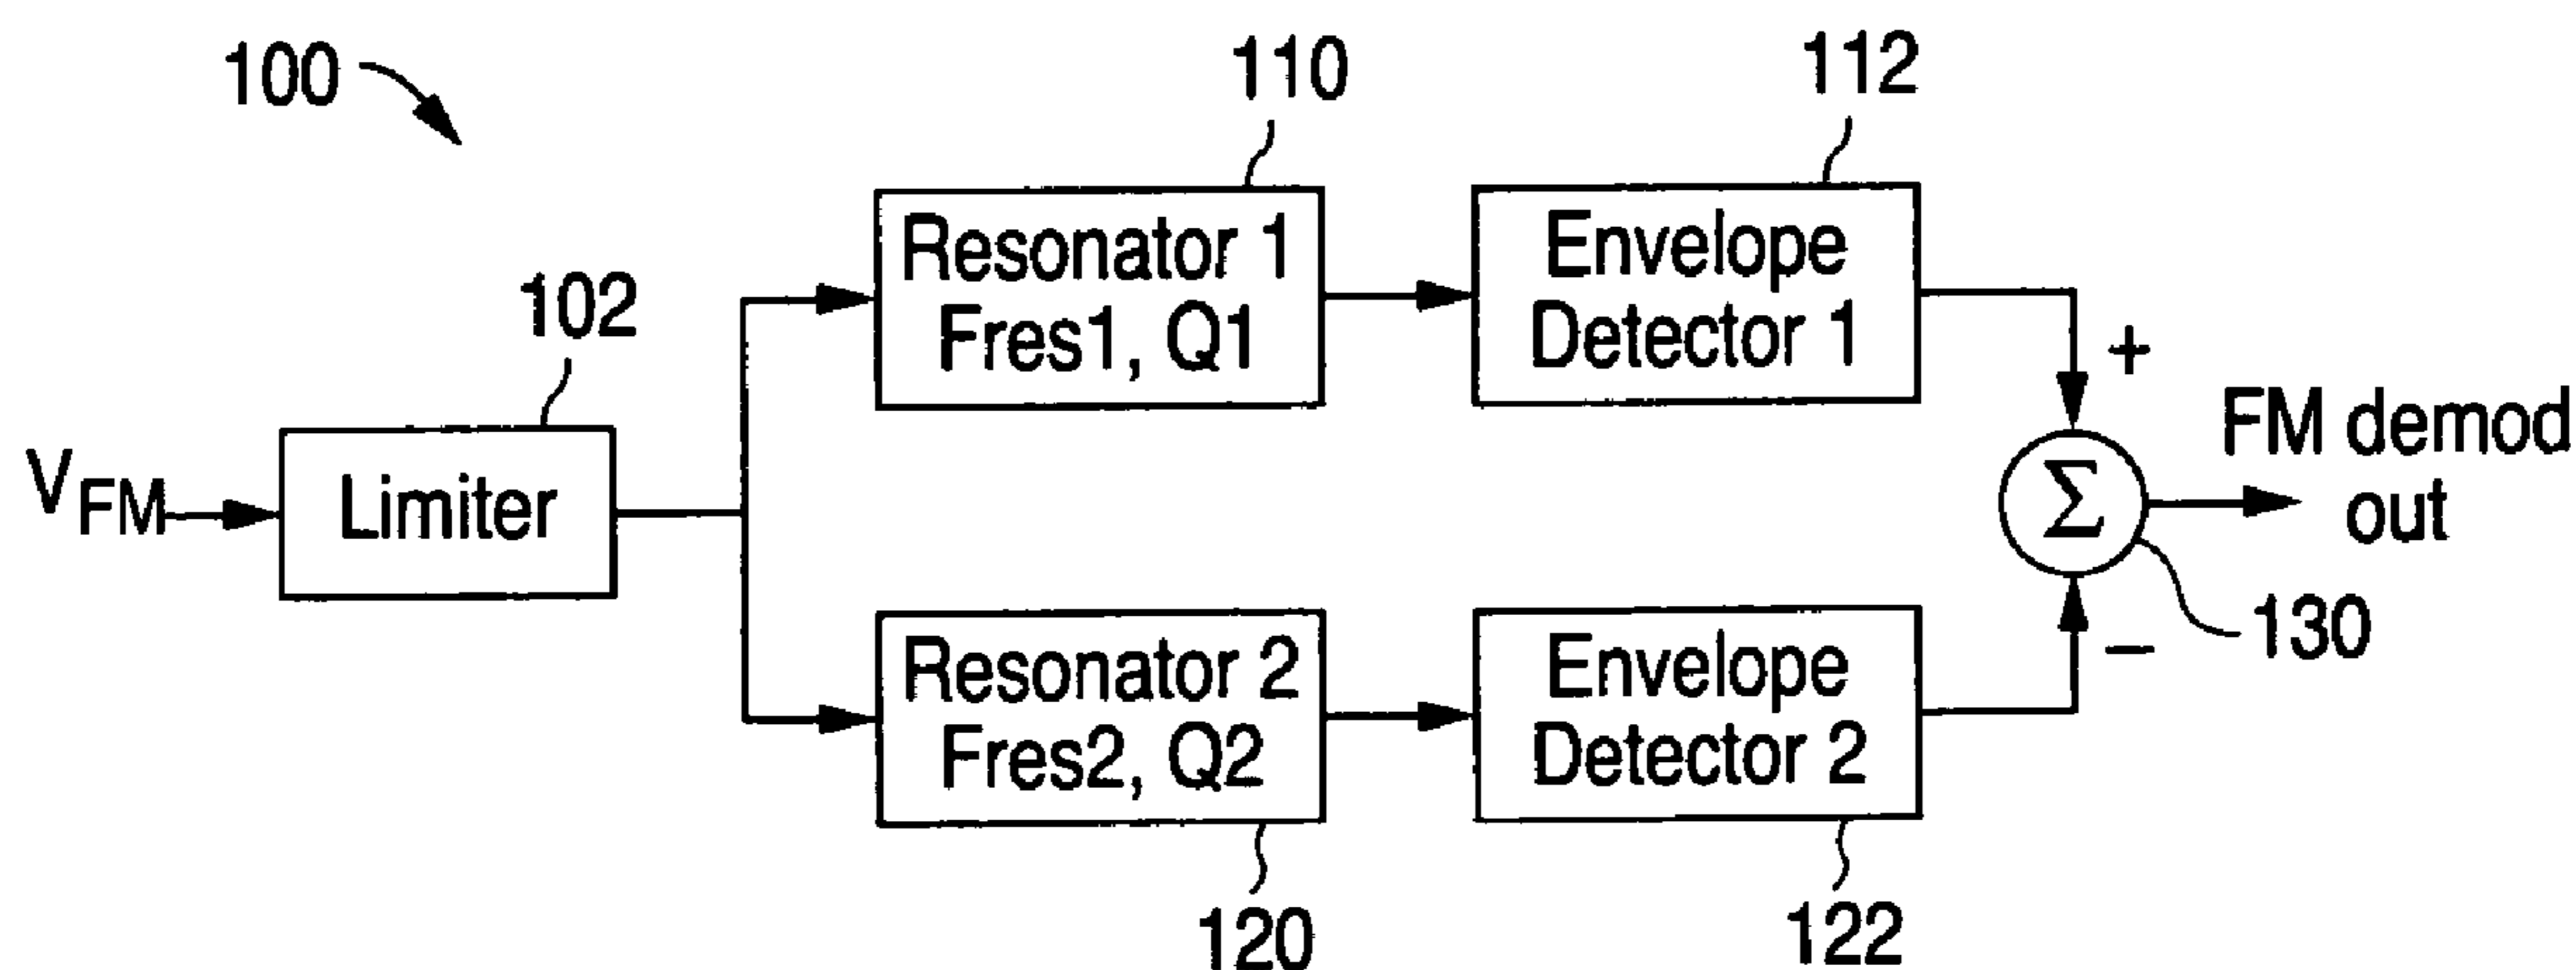 100
110
112
Resonator 1
Fres1, Q1
Envelope
Detector 1
102
+
V FM
Limiter
Σ
FM demod
out
Resonator 2
Fres2, Q2
Envelope
Detector 2
−
130
120
122